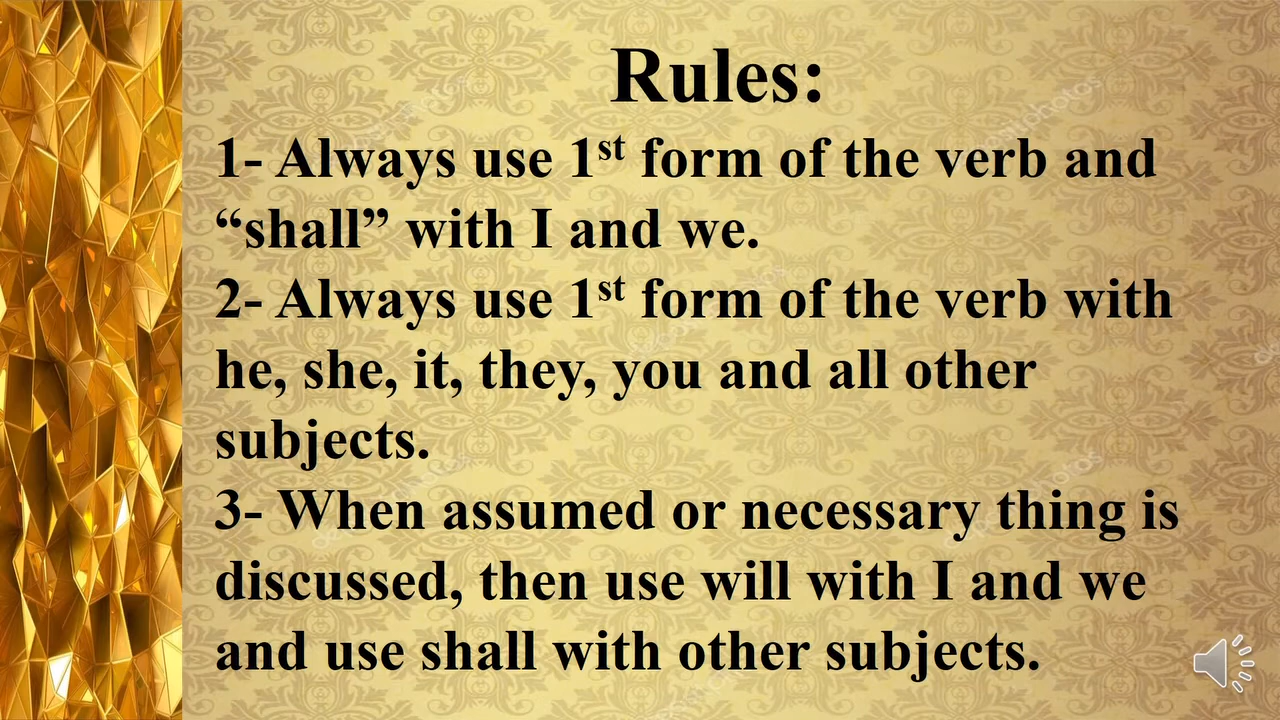 Rules:
1- Always use 1st form of the verb and
“shall” with I and we.
2- Always use 1st form of the verb with
he, she, it, they, you and all other
subjects.
3- When assumed or necessary thing is
discussed, then use will with I and we
and use shall with other subjects.